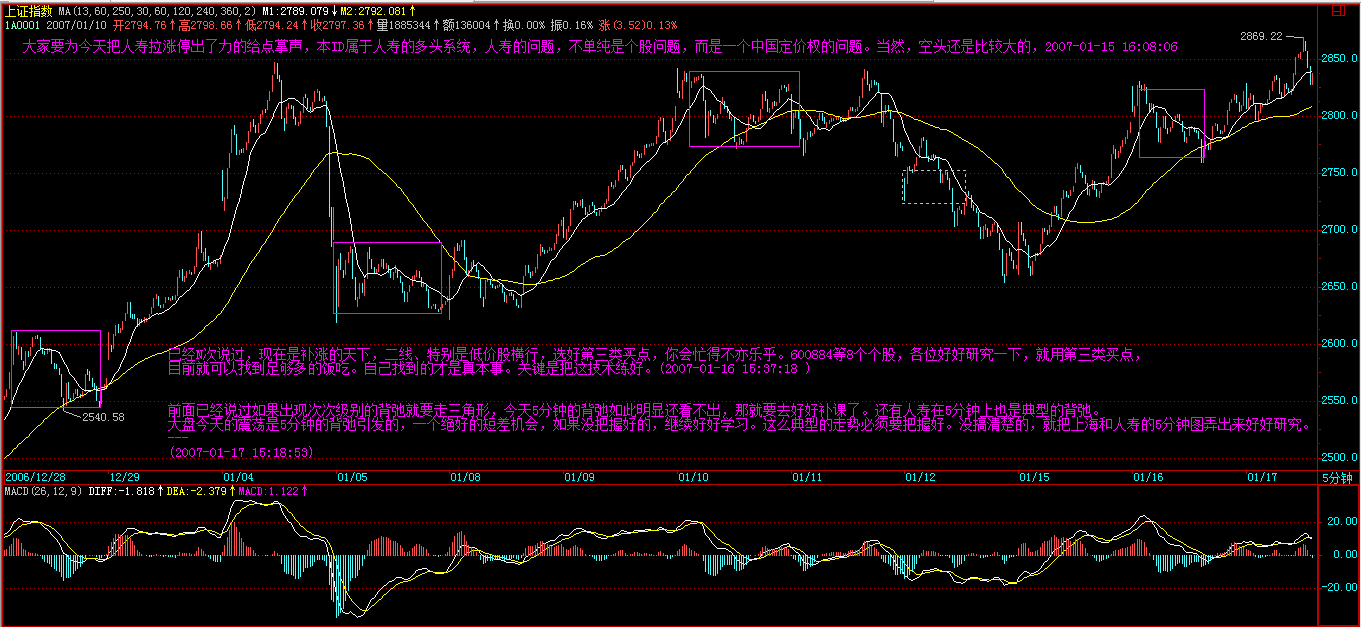 上证指数 MA(13,60,250,30,60,120,240,360,2) M1:2789.079↓M2:2792.081↑
日
1A0001 2007/01/10 开2794.76↑高2798.66↑低2794.24↑收2797.36↑量1885344↑额136004↑换0.00% 振0.16% 涨(3.52)0.13%
大家要为今天把人寿拉涨停出了力的给点掌声，本ID属于人寿的多头系统，人寿的问题，不单纯是个股问题，而是一个中国定价权的问题。当然，空头还是比较大的，2007-01-15 16:08:06
2869.22
2850.0
2800.0
2750.0
2700.0
2650.0
2600.0
2550.0
2500.0
已经N次说过，现在是补涨的天下，二线、特别是低价股横行，选好第三类买点，你会忙得不亦乐乎。600884等8个个股，各位好好研究一下，就用第三类买点，
目前就可以找到足够多的饭吃。自己找到的才是真本事。关键是把这技术练好。(2007-01-16 15:37:18 )
2540.58
前面已经说过如果出现次次级别的背弛就要走三角形，今天5分钟的背弛如此明显还看不出，那就要去好好补课了。还有人寿在5分钟上也是典型的背弛。
大盘今天的震荡是5分钟的背弛引发的，一个绝好的短差机会，如果没把握好的，继续好好学习。这么典型的走势必须要把握好。没搞清楚的，就把上海和人寿的5分钟图弄出来好好研究。
---
(2007-01-17 15:18:53)
2006/12/28 12/29 01/04 01/05 01/08 01/09 01/10 01/11 01/12 01/15 01/16 01/17 5分钟
MACD(26,12,9) DIFF:-1.818↑DEA:-2.379↑MACD:1.122↑
20.00
0.00
-20.00